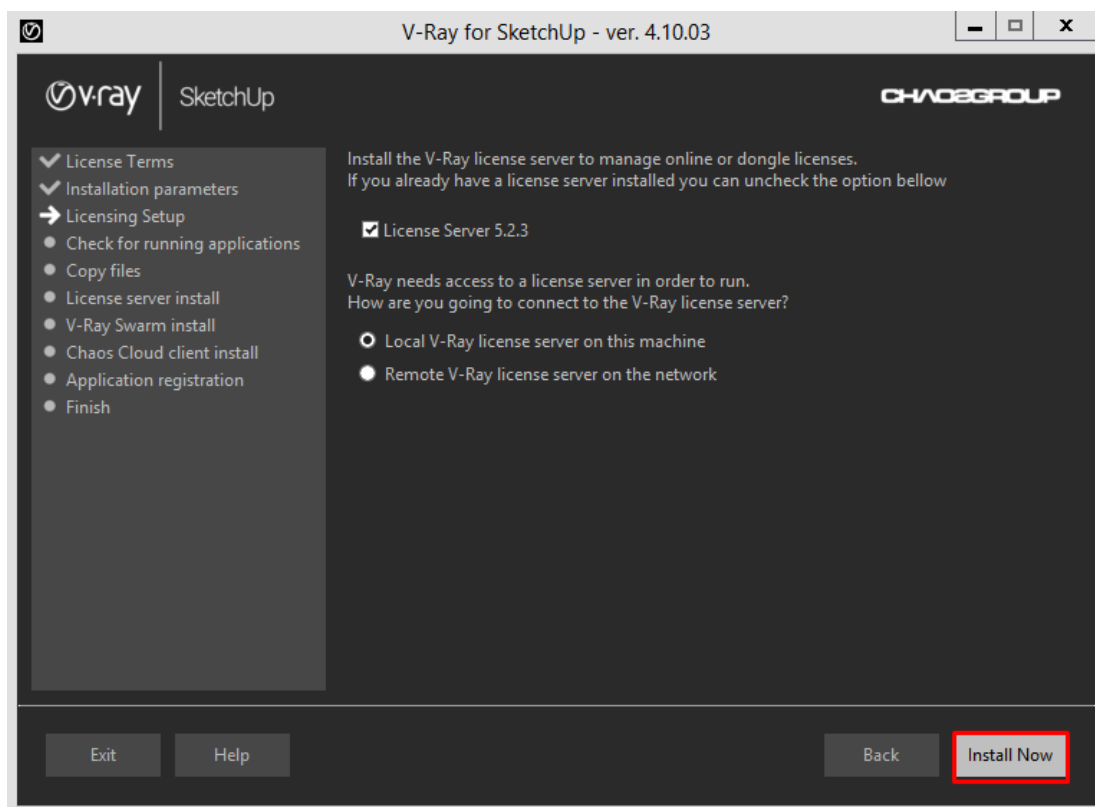 V-Ray for SketchUp - ver. 4.10.03
v·ray SketchUp
CHAOSGROUP
License Terms
Installation parameters
Licensing Setup
Check for running applications
Copy files
License server install
V-Ray Swarm install
Chaos Cloud client install
Application registration
Finish
Install the V-Ray license server to manage online or dongle licenses.
If you already have a license server installed you can uncheck the option bellow
License Server 5.2.3
V-Ray needs access to a license server in order to run.
How are you going to connect to the V-Ray license server?
Local V-Ray license server on this machine
Remote V-Ray license server on the network
Exit
Help
Back
Install Now